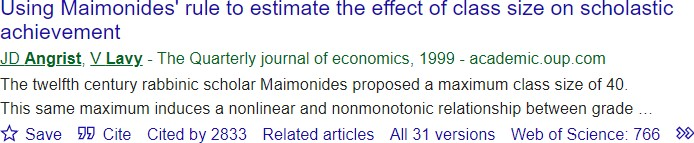 Using Maimonides' rule to estimate the effect of class size on scholastic
achievement
JD Angrist, V Lavy - The Quarterly journal of economics, 1999 - academic.oup.com
The twelfth century rabbinic scholar Maimonides proposed a maximum class size of 40.
This same maximum induces a nonlinear and nonmonotonic relationship between grade …
Save Cite Cited by 2833 Related articles All 31 versions Web of Science: 766